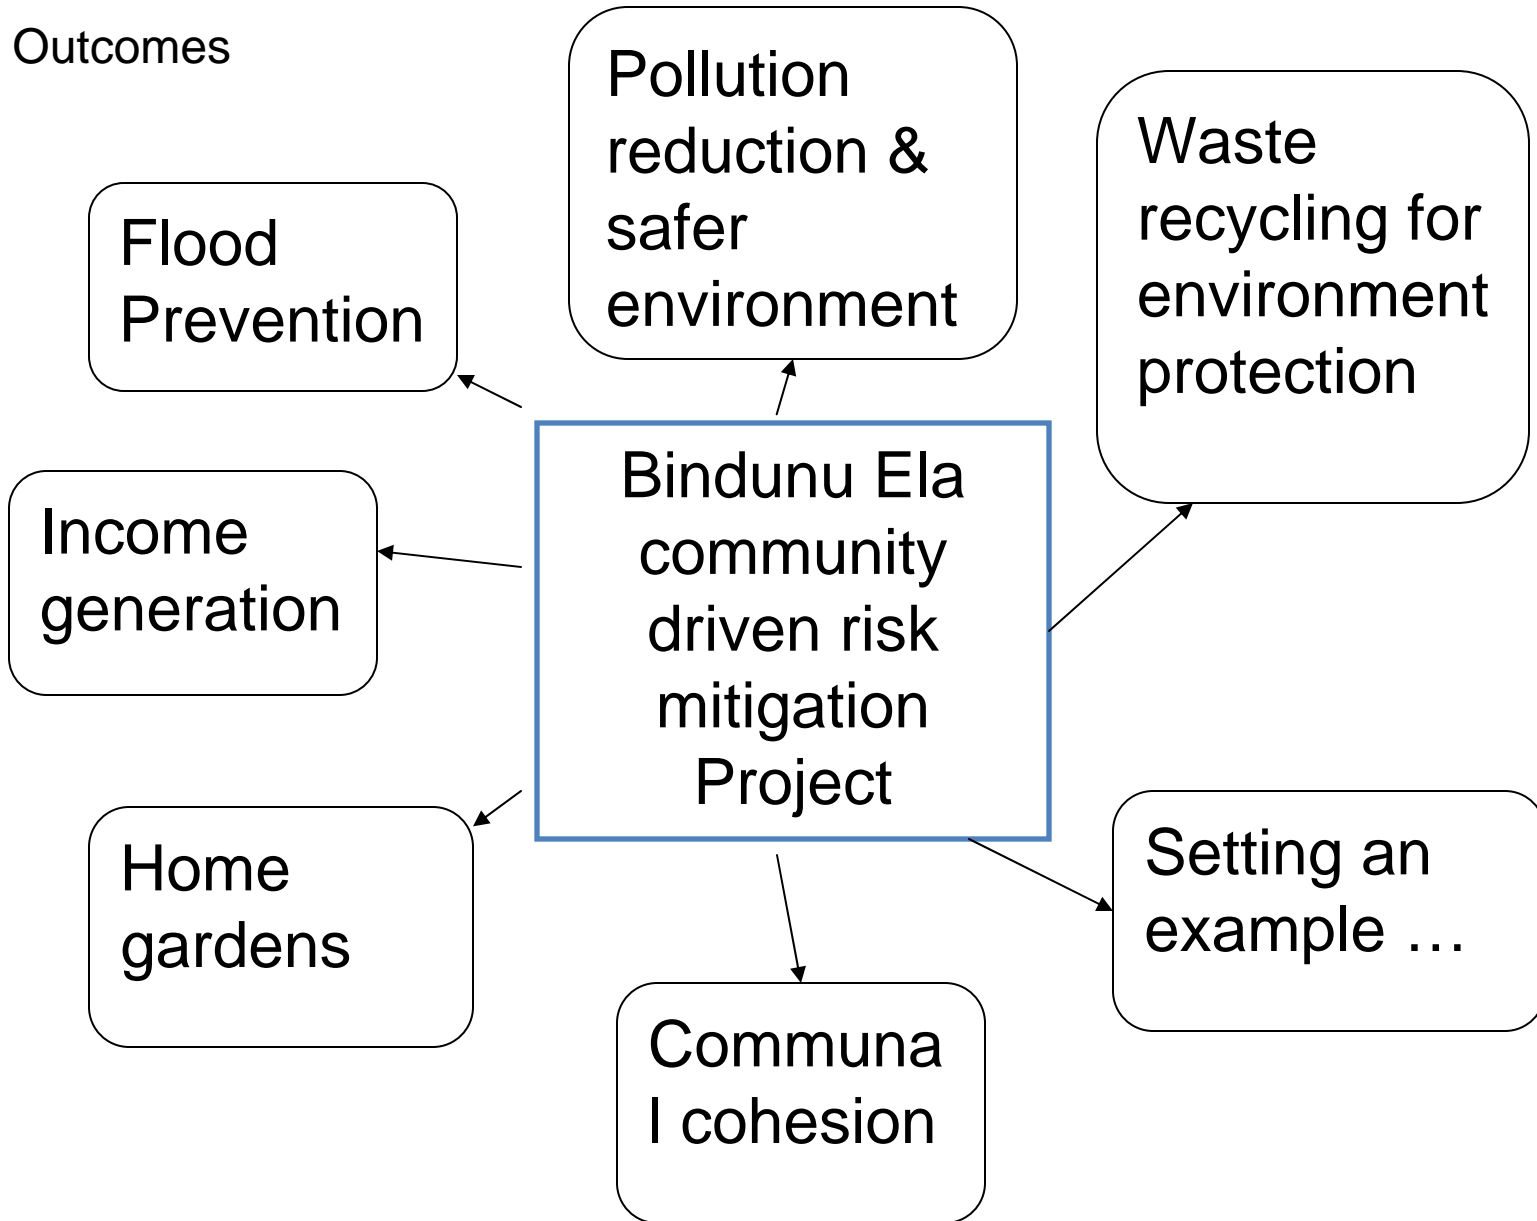 Outcomes
Pollution
reduction &
safer
environment
Waste
recycling for
environment
protection
Flood
Prevention
Bindunu Ela
community
driven risk
mitigation
Project
Income
generation
Home
gardens
Setting an
example …
Communa
l cohesion